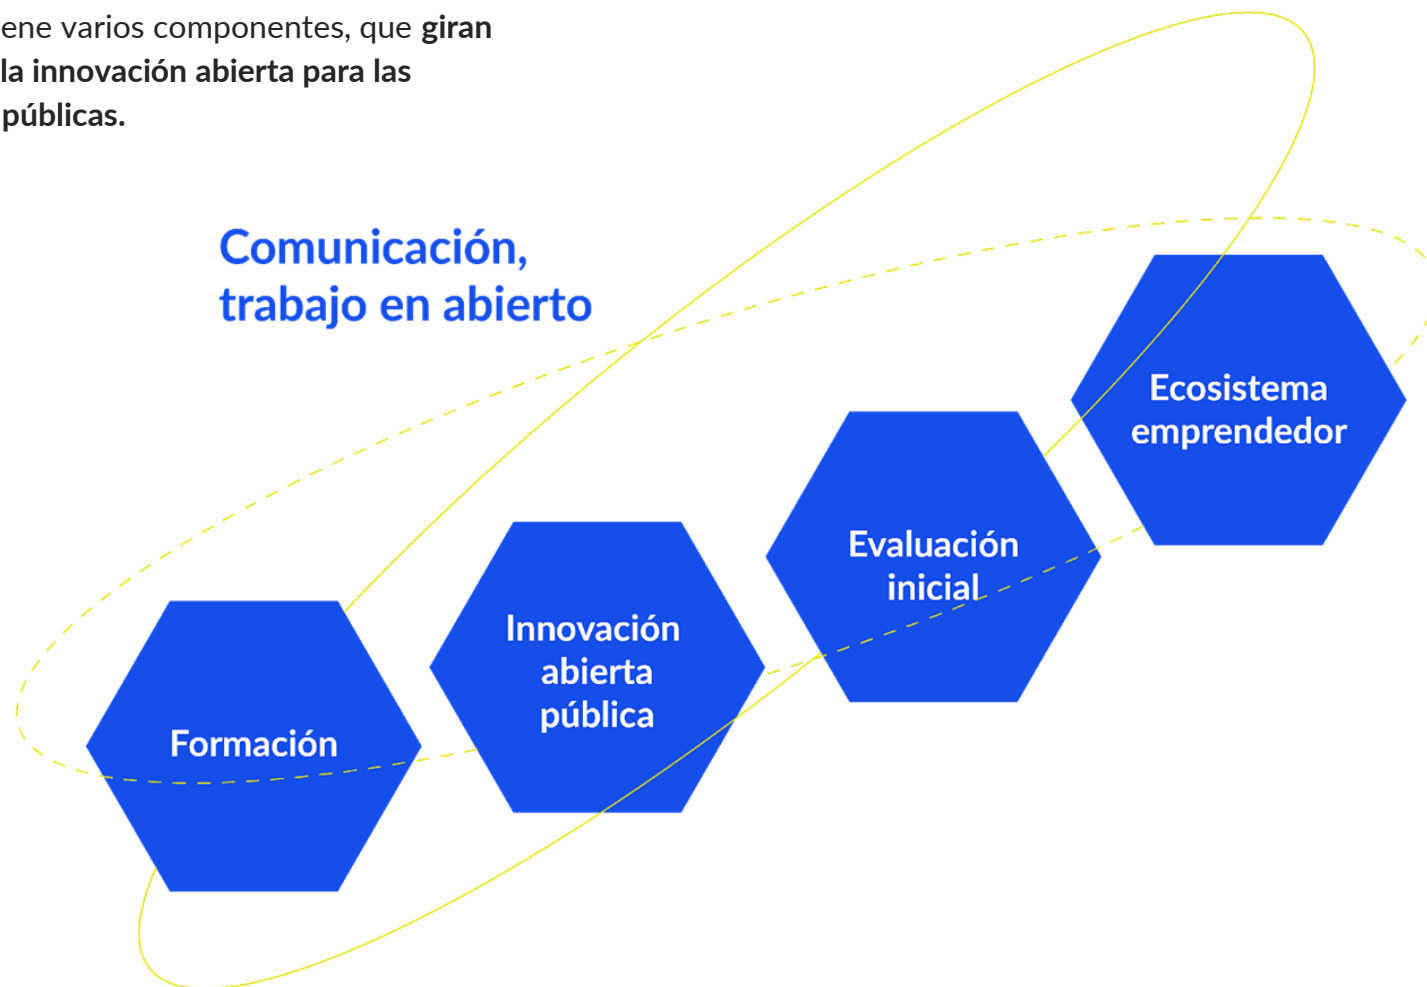 ene varios componentes, que giran
la innovación abierta para las
públicas.
Comunicación,
trabajo en abierto
Ecosistema
emprendedor
Evaluación
inicial
Innovación
abierta
pública
Formación